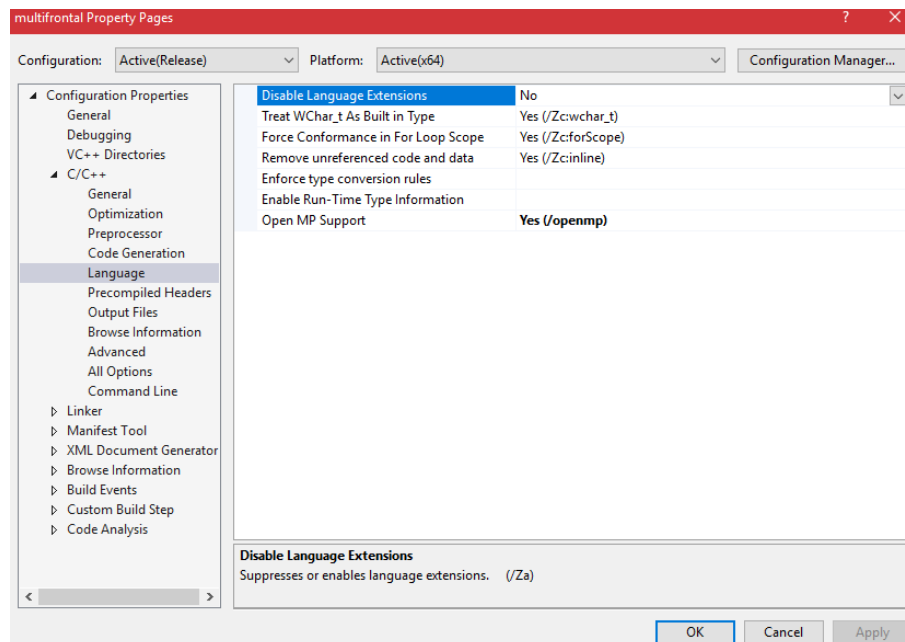 multifrontal Property Pages ? ×
Configuration: Active(Release) Platform: Active(x64) Configuration Manager...
Configuration Properties
General
Debugging
VC++ Directories
C/C++
General
Optimization
Preprocessor
Code Generation
Language
Precompiled Headers
Output Files
Browse Information
Advanced
All Options
Command Line
Linker
Manifest Tool
XML Document Generator
Browse Information
Build Events
Custom Build Step
Code Analysis
Disable Language Extensions No
Treat WChar_t As Built in Type Yes (/Zc:wchar_t)
Force Conformance in For Loop Scope Yes (/Zc:forScope)
Remove unreferenced code and data Yes (/Zc:inline)
Enforce type conversion rules
Enable Run-Time Type Information
Open MP Support Yes (/openmp)
Disable Language Extensions
Suppresses or enables language extensions. (/Za)
OK Cancel Apply